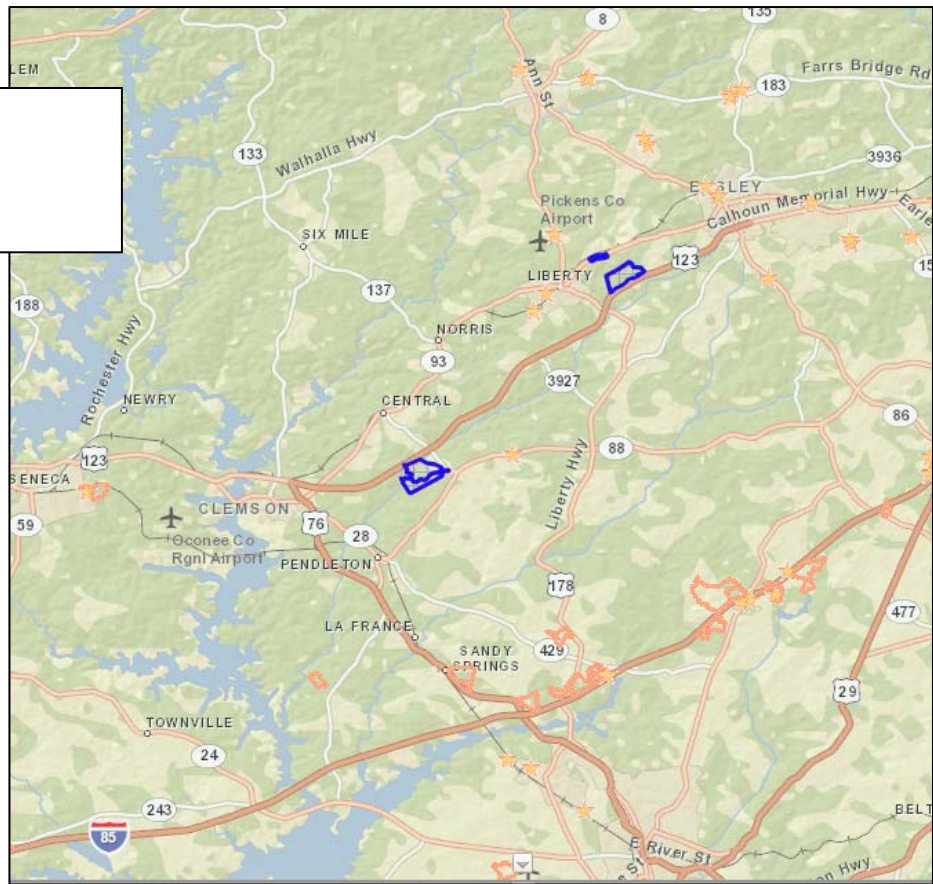 8
135
LEM
Farrs Bridge Rd
183
Ann St
133
Walhalla Hwy
3936
Pickens Co
Airport
Calhoun Memorial Hwy
SIX MILE
123
LIBERTY
137
188
Rochester Hwy
NORRIS
93
3927
NEWRY
CENTRAL
86
88
123
SENECA
Liberty Hwy
CLEMSON
76
59
28
Oconee Co
Rgnl Airport
PENDLETON
178
477
LA FRANCE
429
SANDY
SPRINGS
29
TOWNVILLE
24
243
BELT
85
E River St